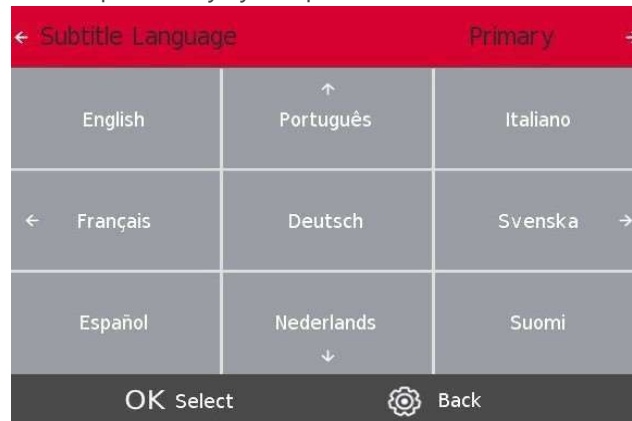 ← Subtitle Language Primary →
↑
English Português Italiano
← Français Deutsch Svenska →
Español Nederlands Suomi
↓
OK Select Back